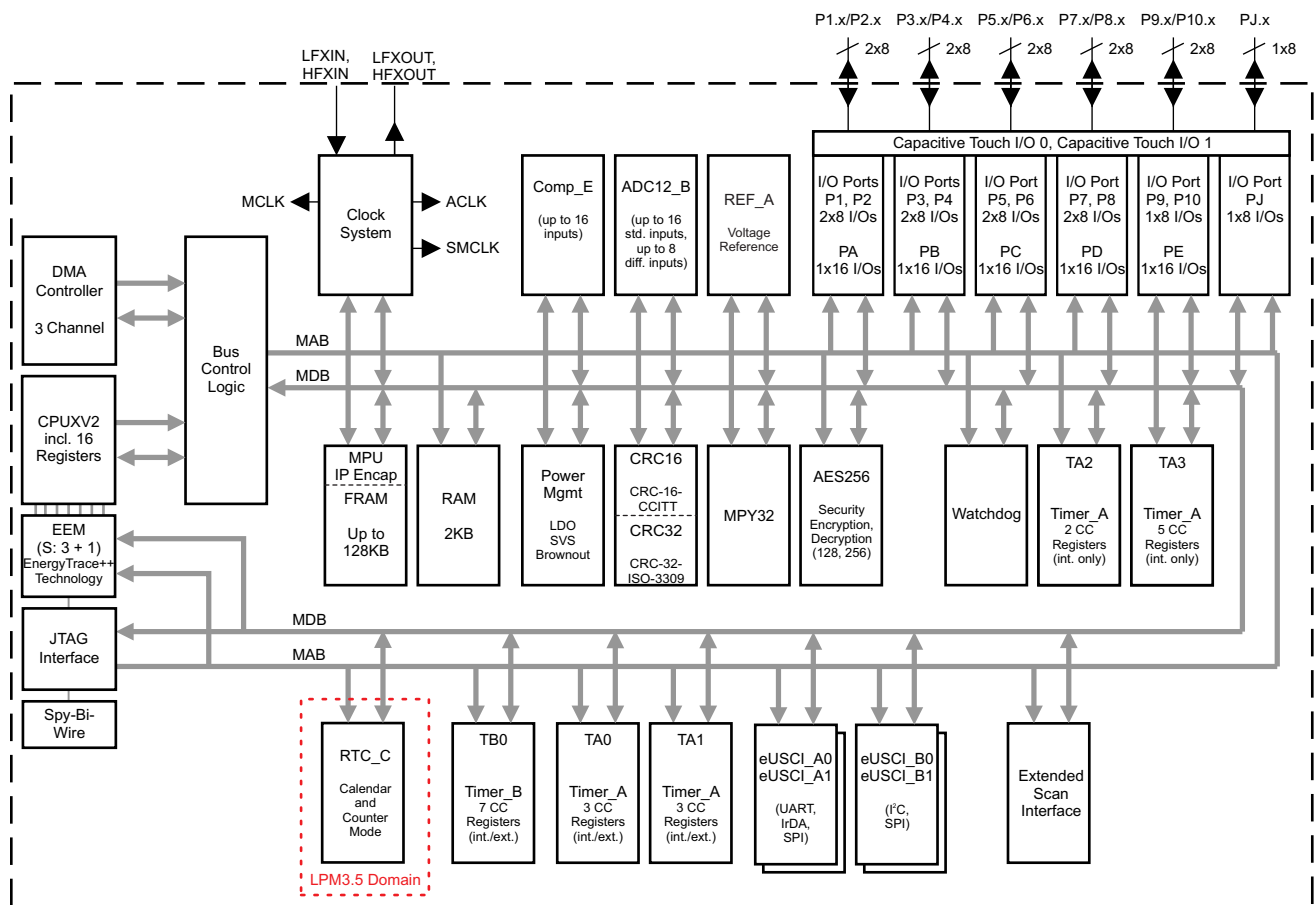 P1.x/P2.x
P3.x/P4.x
P5.x/P6.x
P7.x/P8.x
P9.x/P10.x
PJ.x
2x8
2x8
2x8
2x8
2x8
1x8
LFXIN,
HFXIN
LFXOUT,
HFXOUT
Capacitive Touch I/O 0, Capacitive Touch I/O 1
MCLK
Clock
System
ACLK
SMCLK
Comp_E
(up to 16
inputs)
ADC12_B
(up to 16
std. inputs,
up to 8
diff. inputs)
REF_A
Voltage
Reference
I/O Ports
P1, P2
2x8 I/Os
PA
1x16 I/Os
I/O Ports
P3, P4
2x8 I/Os
PB
1x16 I/Os
I/O Port
P5, P6
2x8 I/Os
PC
1x16 I/Os
I/O Port
P7, P8
2x8 I/Os
PD
1x16 I/Os
I/O Port
P9, P10
1x8 I/Os
PE
1x16 I/Os
I/O Port
PJ
1x8 I/Os
DMA
Controller
3 Channel
Bus
Control
Logic
MAB
MDB
CPUXV2
incl. 16
Registers
EEM
(S: 3 + 1)
EnergyTrace++
Technology
JTAG
Interface
Spy-Bi-
Wire
MPU
IP Encap
FRAM
Up to
128KB
RAM
2KB
Power
Mgmt
LDO
SVS
Brownout
CRC16
CRC-16-
CCITT
CRC32
CRC-32-
ISO-3309
MPY32
AES256
Security
Encryption,
Decryption
(128, 256)
Watchdog
TA2
Timer_A
2 CC
Registers
(int. only)
TA3
Timer_A
5 CC
Registers
(int. only)
MDB
MAB
RTC_C
Calendar
and
Counter
Mode
LPM3.5 Domain
TB0
Timer_B
7 CC
Registers
(int./ext.)
TA0
Timer_A
3 CC
Registers
(int./ext.)
TA1
Timer_A
3 CC
Registers
(int./ext.)
eUSCI_A0
eUSCI_A1
(UART,
IrDA,
SPI)
eUSCI_B0
eUSCI_B1
(I²C,
SPI)
Extended
Scan
Interface